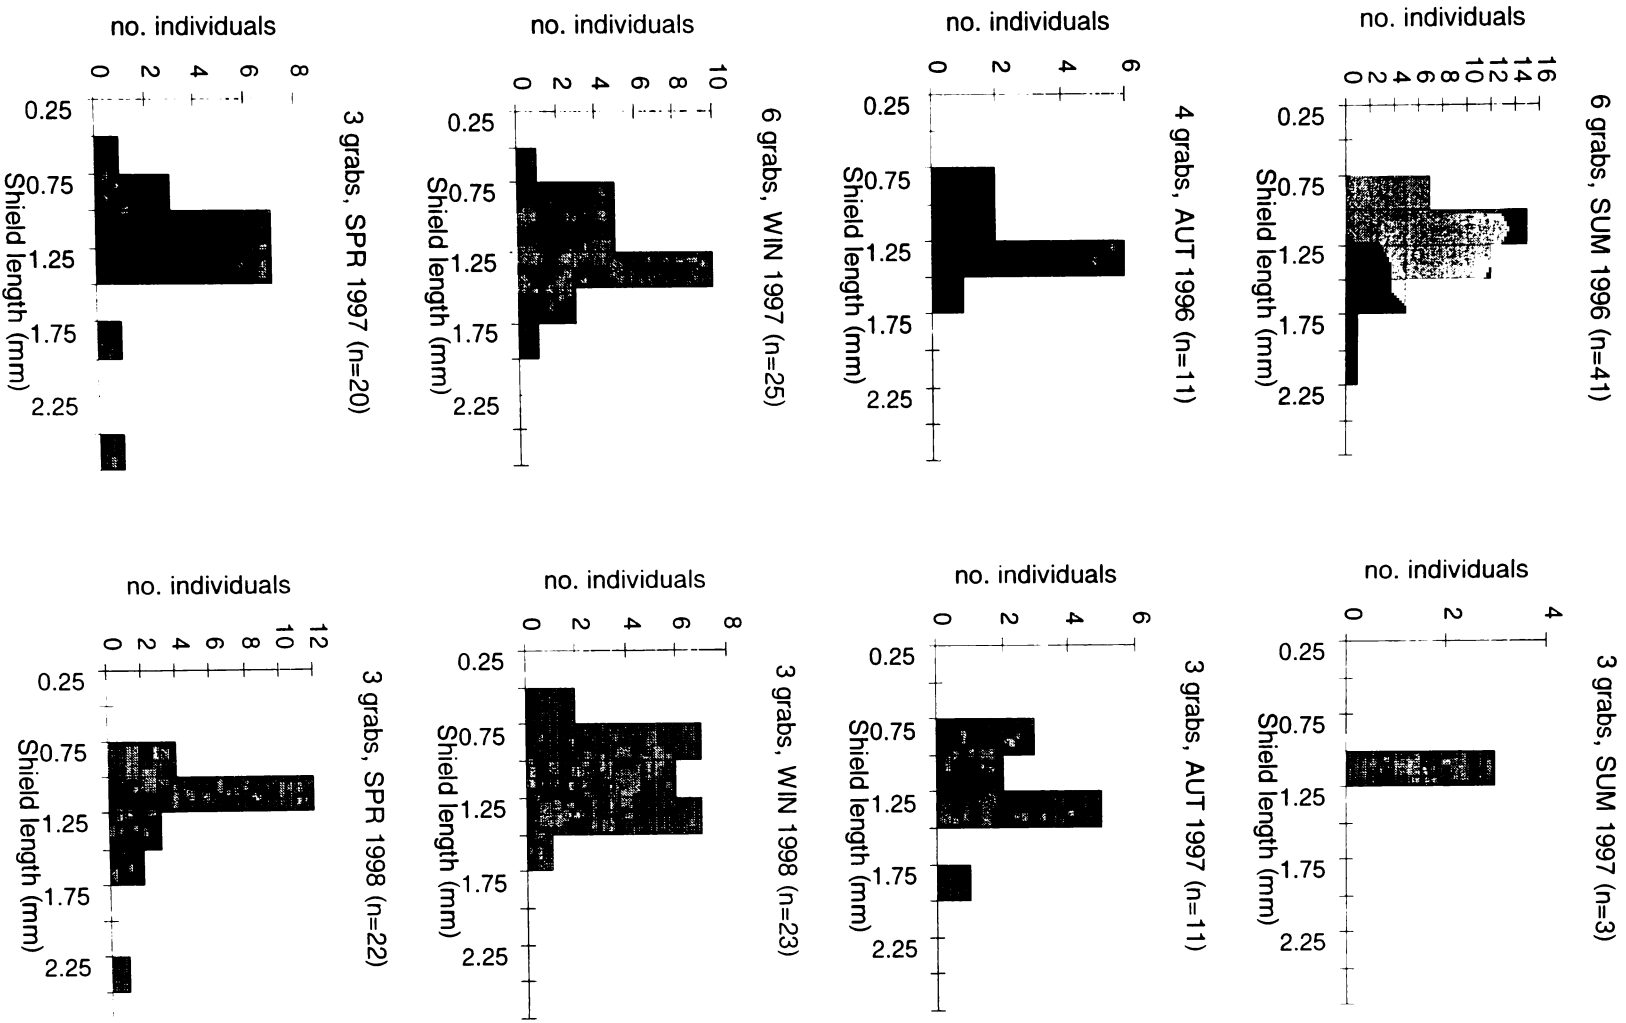 6 grabs, SUM 1996 (n=41)
no. individuals
0 2 4 6 8 10 12 14 16
0.25 0.75 1.25 1.75 2.25
Shield length (mm)
4 grabs, AUT 1996 (n=11)
no. individuals
0 2 4 6
0.25 0.75 1.25 1.75 2.25
Shield length (mm)
6 grabs, WIN 1997 (n=25)
no. individuals
0 2 4 6 8 10
0.25 0.75 1.25 1.75 2.25
Shield length (mm)
3 grabs, SPR 1997 (n=20)
no. individuals
0 2 4 6 8
0.25 0.75 1.25 1.75 2.25
Shield length (mm)
3 grabs, SUM 1997 (n=3)
no. individuals
0 2 4
0.25 0.75 1.25 1.75 2.25
Shield length (mm)
3 grabs, AUT 1997 (n=11)
no. individuals
0 2 4 6
0.25 0.75 1.25 1.75 2.25
Shield length (mm)
3 grabs, WIN 1998 (n=23)
no. individuals
0 2 4 6 8
0.25 0.75 1.25 1.75 2.25
Shield length (mm)
3 grabs, SPR 1998 (n=22)
no. individuals
0 2 4 6 8 10 12
0.25 0.75 1.25 1.75 2.25
Shield length (mm)